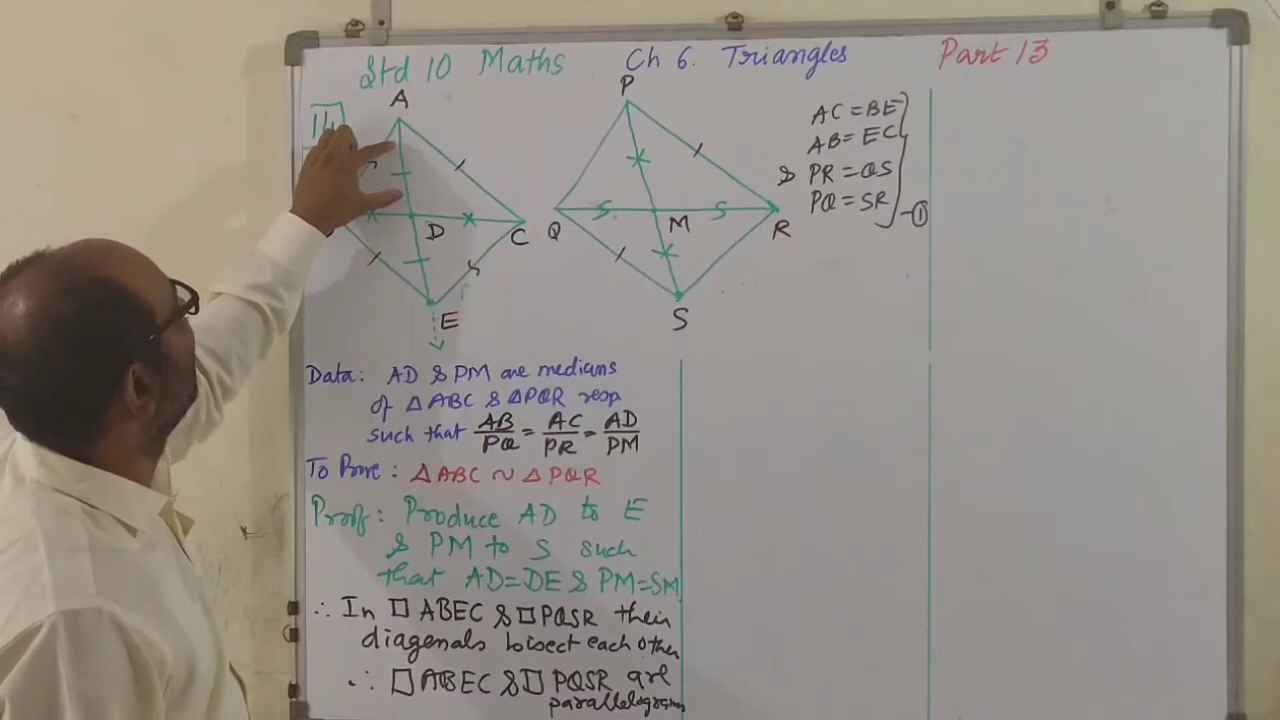 Std 10 Maths Ch 6. Triangles Part 13
14
A
D
C
E
P
Q
M
R
S
AC = BE
AB = EC
& PR = QS
PQ = SR
-①
Data: AD & PM are medians
of △ABC & △PQR resp
such that AB/PQ = AC/PR = AD/PM
To Prove: △ABC ~ △PQR
Proof: Produce AD to E
& PM to S such
that AD=DE & PM=SM
∴ In □ ABEC & □ PQSR their
diagenals bisect each other
∴ □ ABEC & □ PQSR are
parallelograms